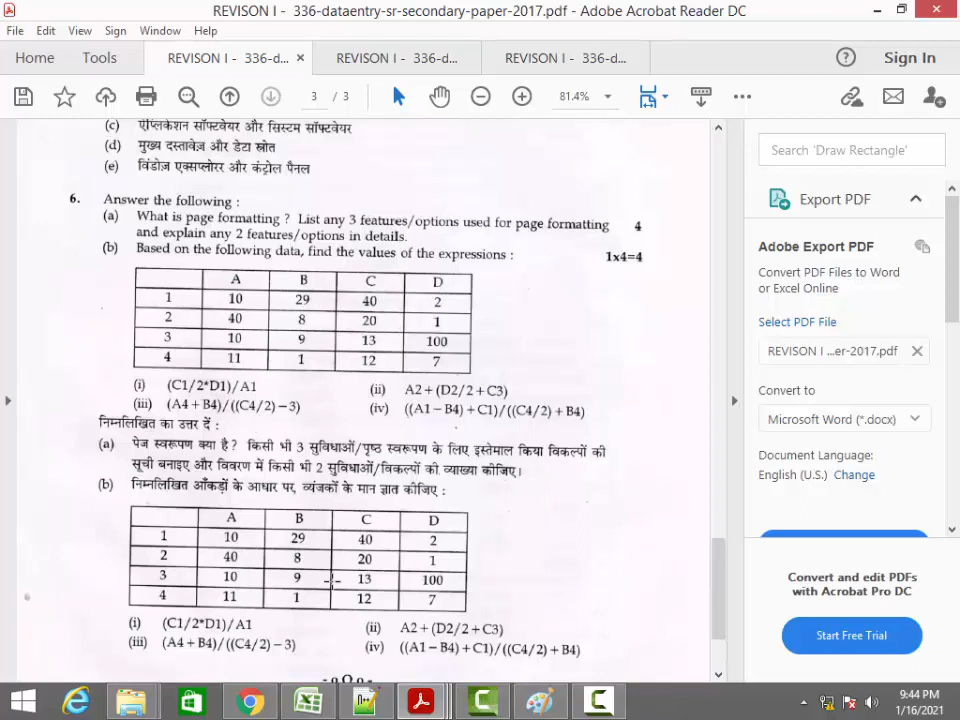 REVISON I - 336-dataentry-sr-secondary-paper-2017.pdf - Adobe Acrobat Reader DC
File Edit View Sign Window Help
Home Tools REVISON I - 336-d... × REVISON I - 336-d... REVISON I - 336-d... Sign In
3 / 3 81.4%
(c) ऐप्लिकेशन सॉफ्टवेयर और सिस्टम सॉफ्टवेयर
(d) मुख्य दस्तावेज़ और डेटा स्रोत
(e) विंडोज़ एक्सप्लोरर और कंट्रोल पैनल
6. Answer the following :
(a) What is page formatting ? List any 3 features/options used for page formatting 4
and explain any 2 features/options in details.
(b) Based on the following data, find the values of the expressions : 1x4=4
A B C D
1 10 29 40 2
2 40 8 20 1
3 10 9 13 100
4 11 1 12 7
(i) (C1/2*D1)/A1 (ii) A2+(D2/2+C3)
(iii) (A4+B4)/((C4/2)-3) (iv) ((A1-B4)+C1)/((C4/2)+B4)
निम्नलिखित का उत्तर दें :
(a) पेज स्वरूपण क्या है ? किसी भी 3 सुविधाओं/पृष्ठ स्वरूपण के लिए इस्तेमाल किया विकल्पों की
सूची बनाइए और विवरण में किसी भी 2 सुविधाओं/विकल्पों की व्याख्या कीजिए।
(b) निम्नलिखित आँकड़ों के आधार पर, व्यंजकों के मान ज्ञात कीजिए :
A B C D
1 10 29 40 2
2 40 8 20 1
3 10 9 13 100
4 11 1 12 7
(i) (C1/2*D1)/A1 (ii) A2+(D2/2+C3)
(iii) (A4+B4)/((C4/2)-3) (iv) ((A1-B4)+C1)/((C4/2)+B4)
- o O o -
Search 'Draw Rectangle'
Export PDF
Adobe Export PDF
Convert PDF Files to Word
or Excel Online
Select PDF File
REVISON I ...er-2017.pdf ×
Convert to
Microsoft Word (*.docx)
Document Language:
English (U.S.) Change
Convert and edit PDFs
with Acrobat Pro DC
Start Free Trial
9:44 PM
1/16/2021